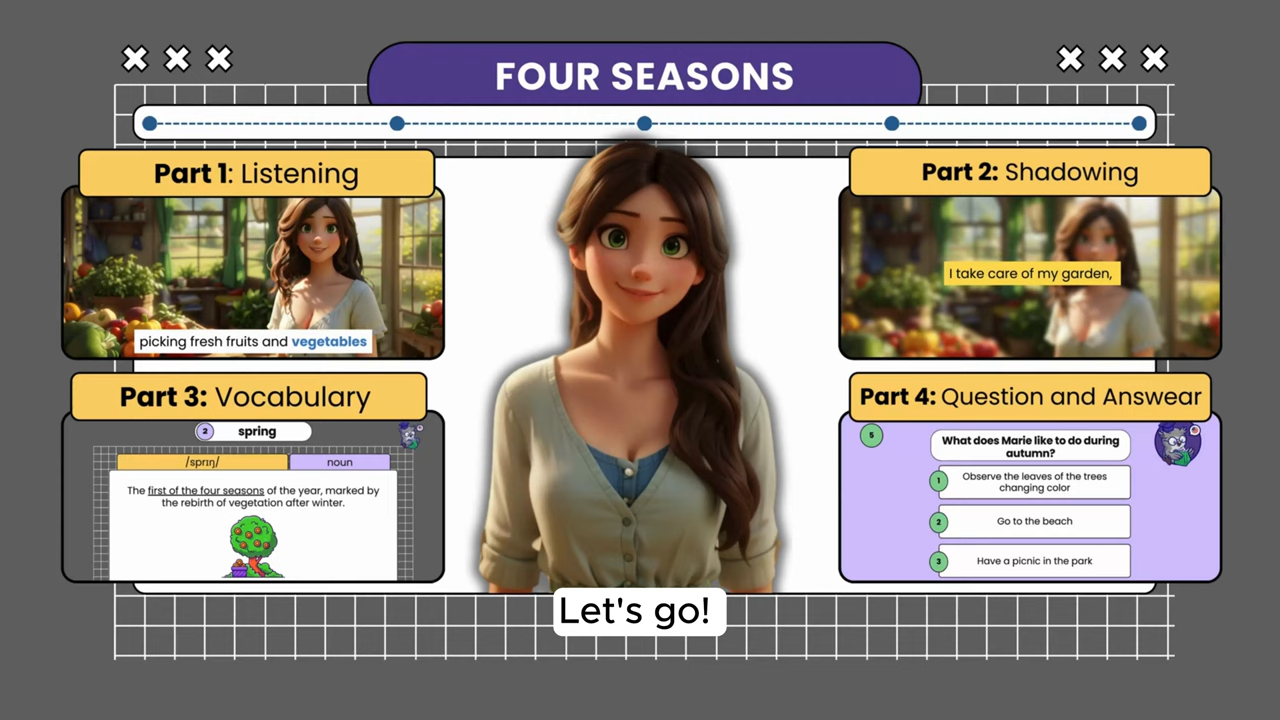 FOUR SEASONS
Part 1: Listening
picking fresh fruits and vegetables
Part 2: Shadowing
I take care of my garden,
Part 3: Vocabulary
2
spring
/sprɪŋ/
noun
The first of the four seasons of the year, marked by
the rebirth of vegetation after winter.
Part 4: Question and Answear
5
What does Marie like to do during
autumn?
1
Observe the leaves of the trees
changing color
2
Go to the beach
3
Have a picnic in the park
Let's go!